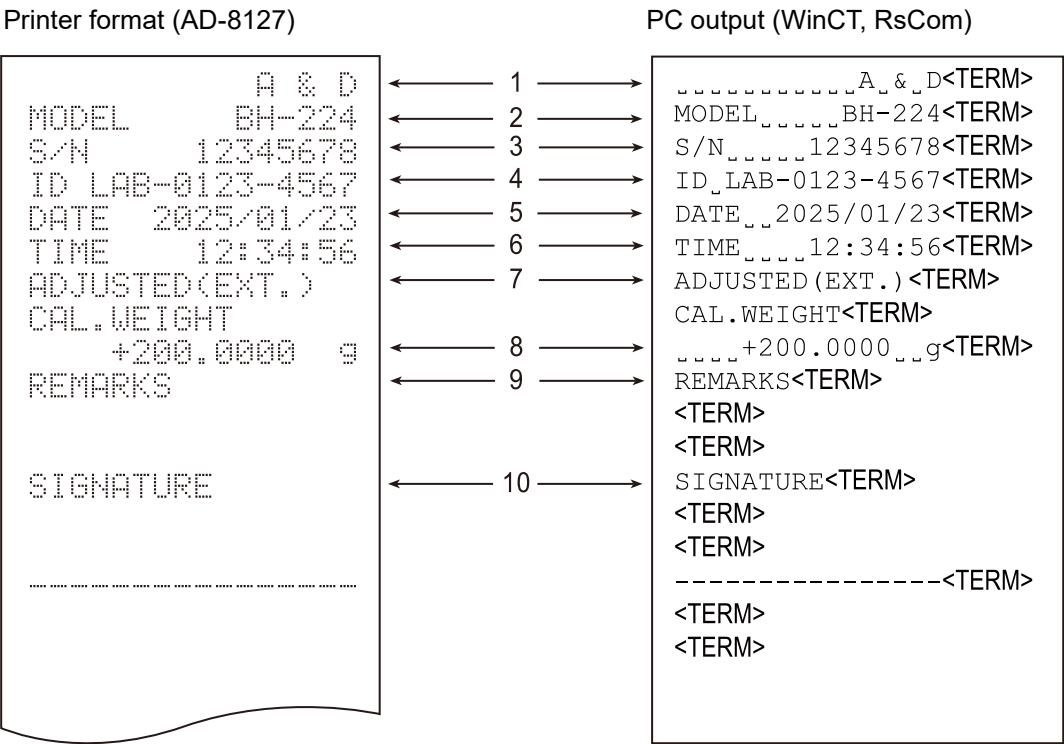 Printer format (AD-8127)
A & D
MODEL BH-224
S/N 12345678
ID LAB-0123-4567
DATE 2025/01/23
TIME 12:34:56
ADJUSTED(EXT.)
CAL.WEIGHT
+200.0000 g
REMARKS
SIGNATURE
----------------
1
2
3
4
5
6
7
8
9
10
PC output (WinCT, RsCom)
␣␣␣␣␣␣␣␣␣␣␣A␣&␣D<TERM>
MODEL␣␣␣␣␣BH-224<TERM>
S/N␣␣␣␣␣12345678<TERM>
ID␣LAB-0123-4567<TERM>
DATE␣␣2025/01/23<TERM>
TIME␣␣␣␣12:34:56<TERM>
ADJUSTED(EXT.)<TERM>
CAL.WEIGHT<TERM>
␣␣␣␣+200.0000␣␣g<TERM>
REMARKS<TERM>
<TERM>
<TERM>
SIGNATURE<TERM>
<TERM>
<TERM>
----------------<TERM>
<TERM>
<TERM>